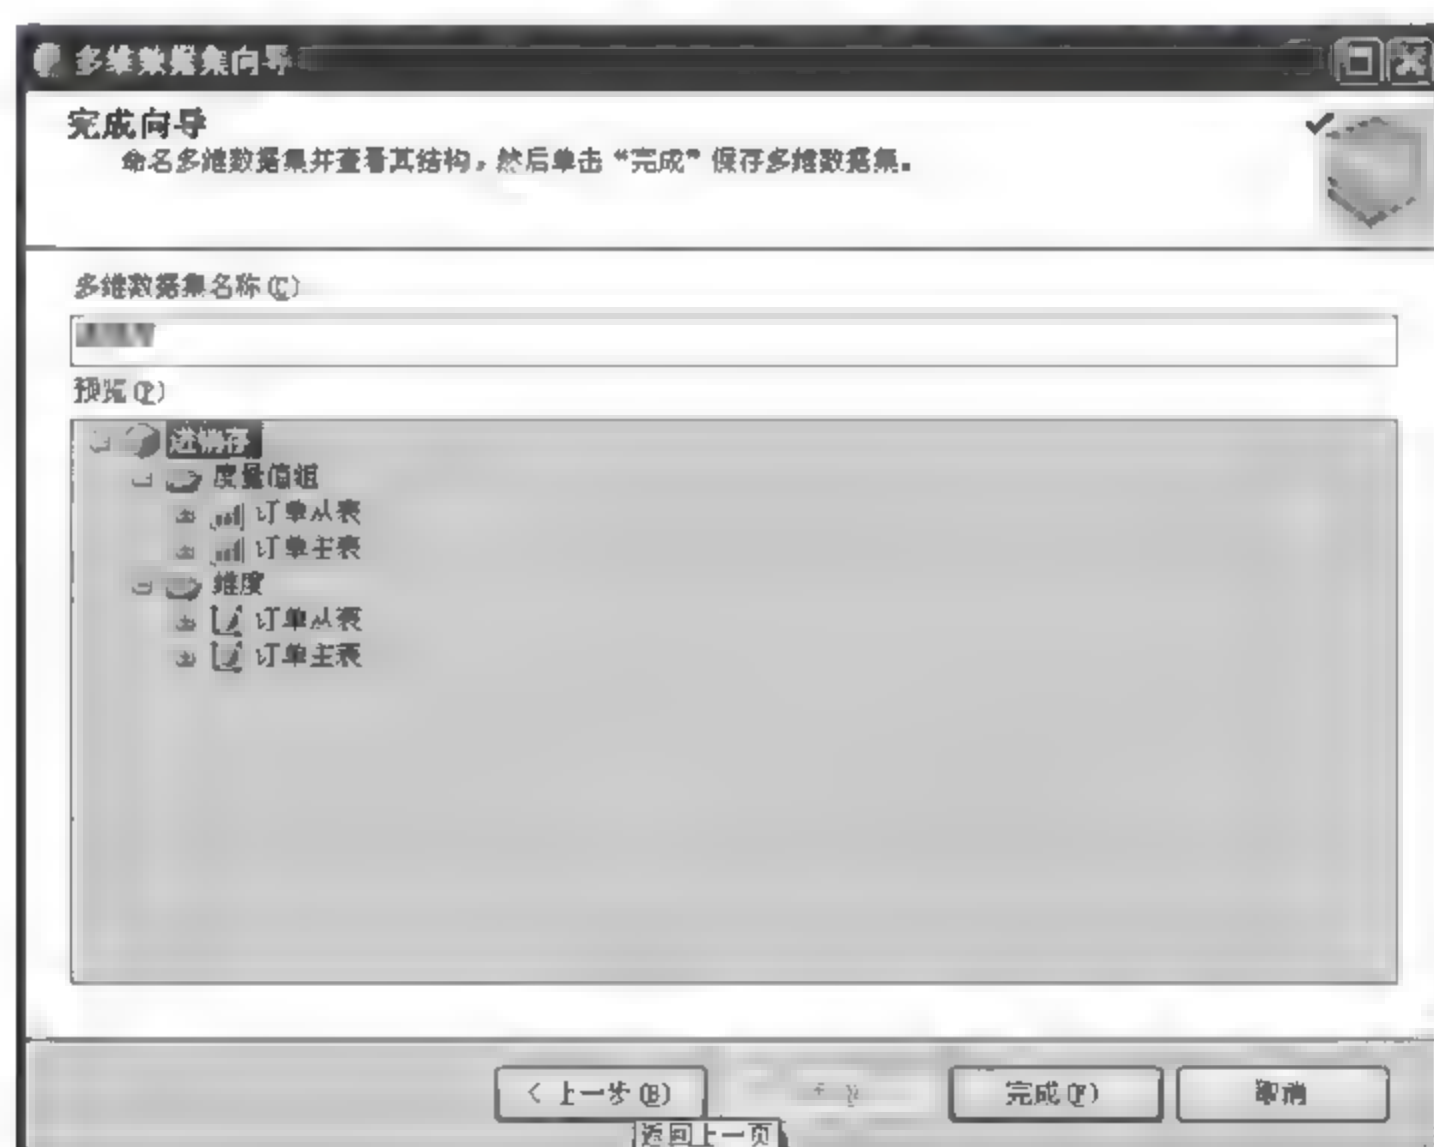 多维数据集向导
完成向导
命名多维数据集并查看其结构，然后单击“完成”保存多维数据集。
多维数据集名称(C)
预览(P)
进销存
度量值组
订单从表
订单主表
维度
订单从表
订单主表
< 上一步(B)
完成(F)
取消
返回上一页